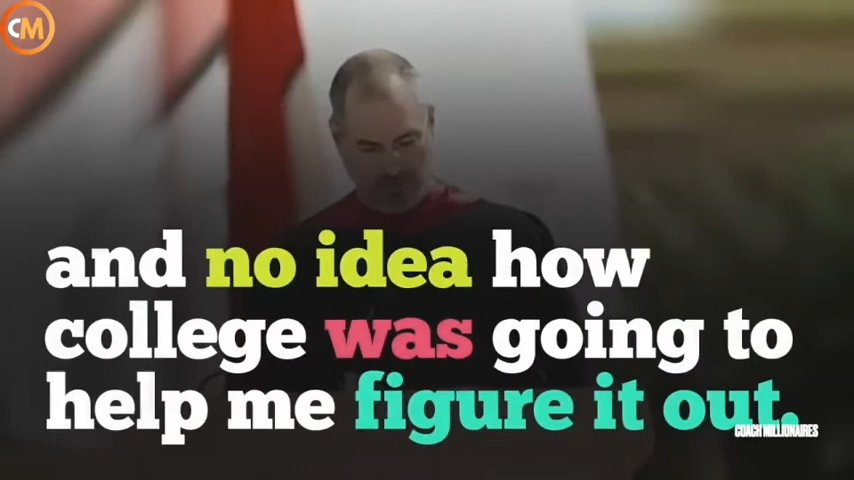 CM
and no idea how
college was going to
help me figure it out.
COACH MILLIONAIRES